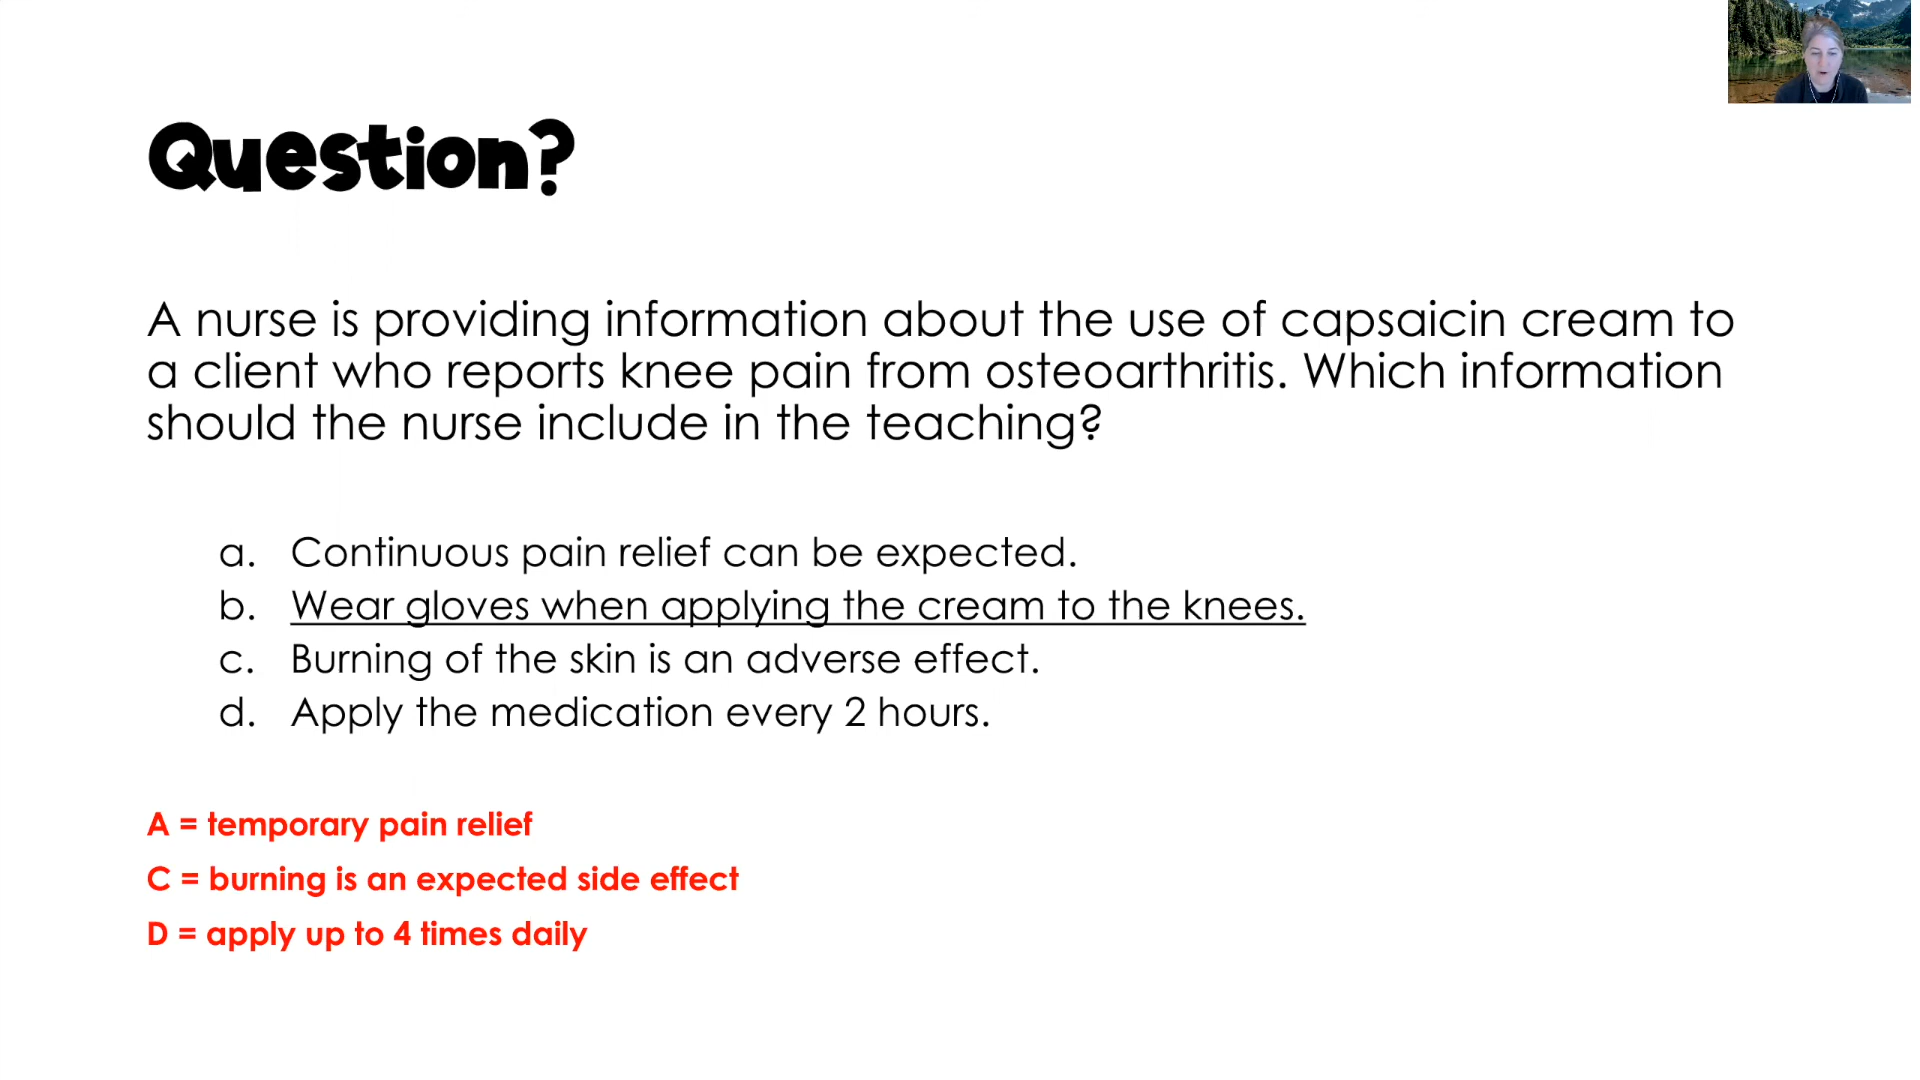 Question?
A nurse is providing information about the use of capsaicin cream to
a client who reports knee pain from osteoarthritis. Which information
should the nurse include in the teaching?
a. Continuous pain relief can be expected.
b. Wear gloves when applying the cream to the knees.
c. Burning of the skin is an adverse effect.
d. Apply the medication every 2 hours.
A = temporary pain relief
C = burning is an expected side effect
D = apply up to 4 times daily